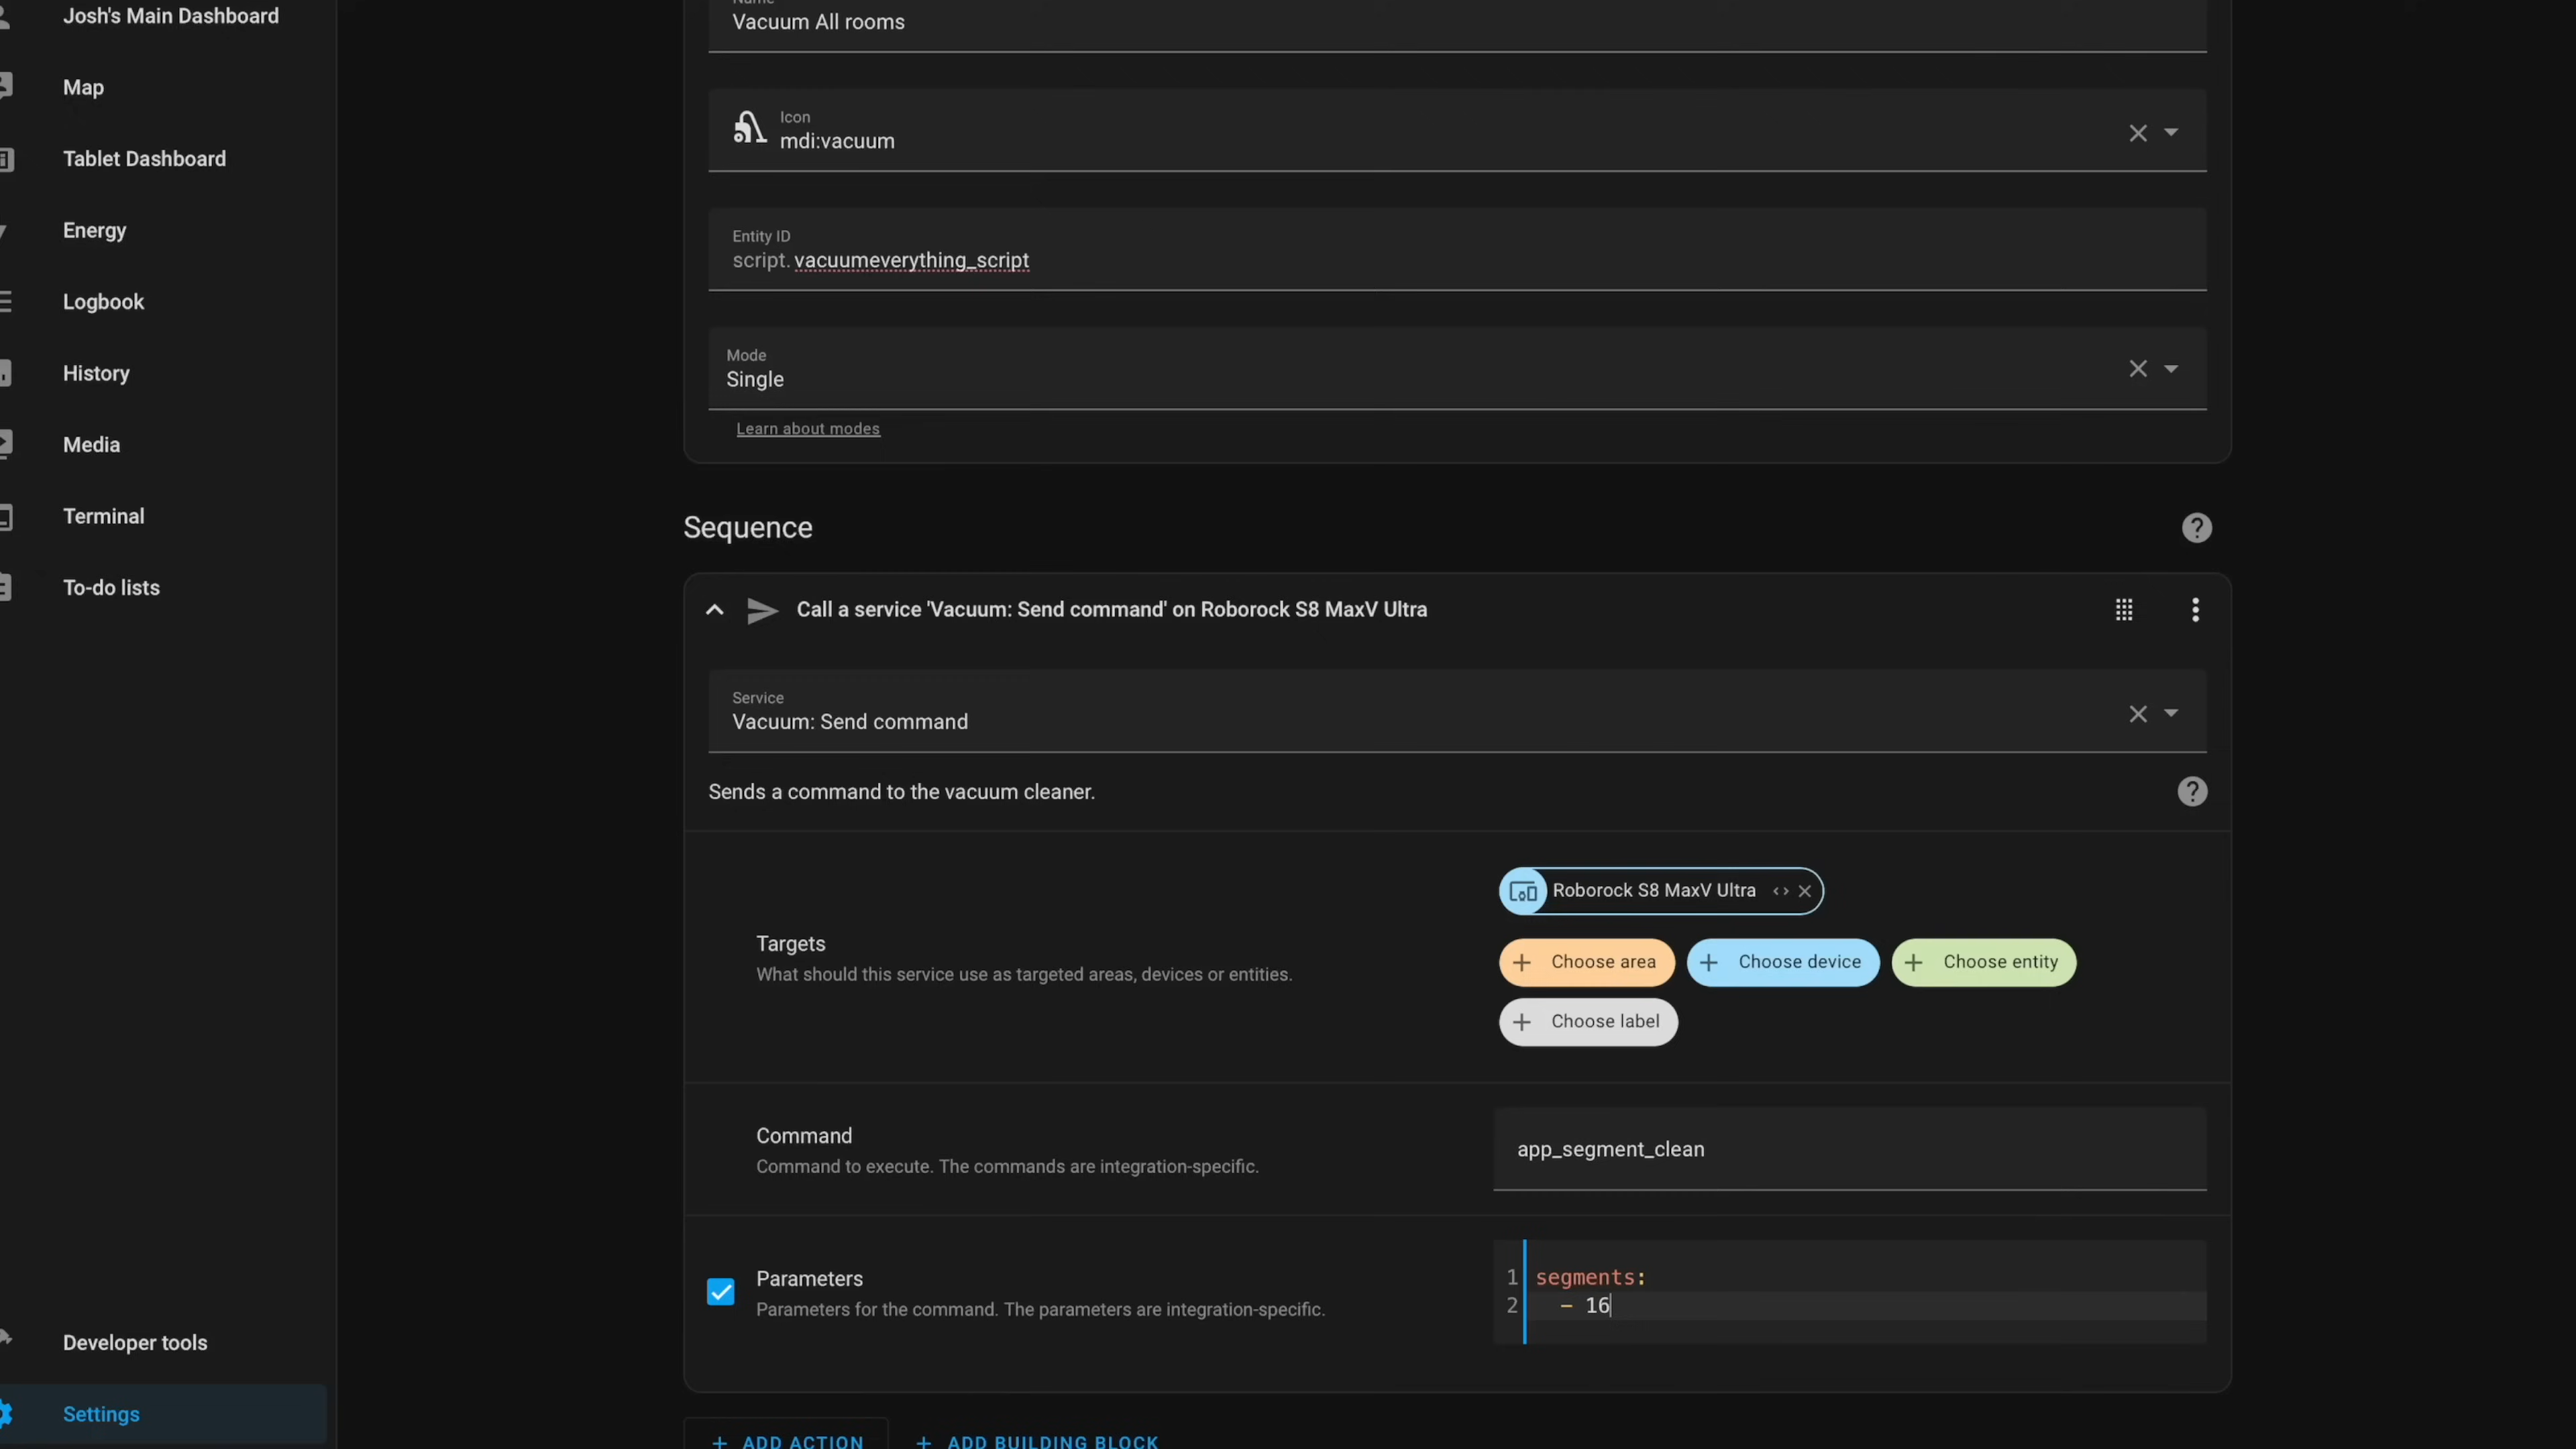 Josh's Main Dashboard
Map
Tablet Dashboard
Energy
Logbook
History
Media
Terminal
To-do lists
Developer tools
Settings
Name
Vacuum All rooms
Icon
mdi:vacuum
Entity ID
script.vacuumeverything_script
Mode
Single
Learn about modes
Sequence
Call a service 'Vacuum: Send command' on Roborock S8 MaxV Ultra
Service
Vacuum: Send command
Sends a command to the vacuum cleaner.
Targets
What should this service use as targeted areas, devices or entities.
Roborock S8 MaxV Ultra
+ Choose area
+ Choose device
+ Choose entity
+ Choose label
Command
Command to execute. The commands are integration-specific.
app_segment_clean
Parameters
Parameters for the command. The parameters are integration-specific.
1 segments:
2 - 16
+ ADD ACTION
+ ADD BUILDING BLOCK